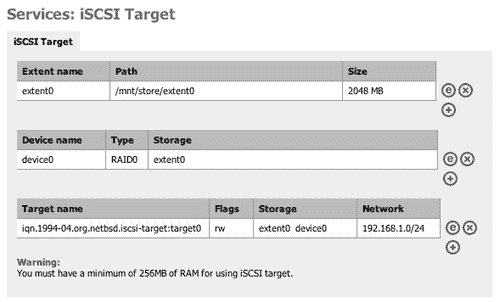 Services: iSCSI Target
iSCSI Target
Extent name Path Size
extent0 /mnt/store/extent0 2048 MB
Device name Type Storage
device0 RAID0 extent0
Target name Flags Storage Network
iqn.1994-04.org.netbsd.iscsi-target:target0 rw extent0 device0 192.168.1.0/24
Warning:
You must have a minimum of 256MB of RAM for using iSCSI target.